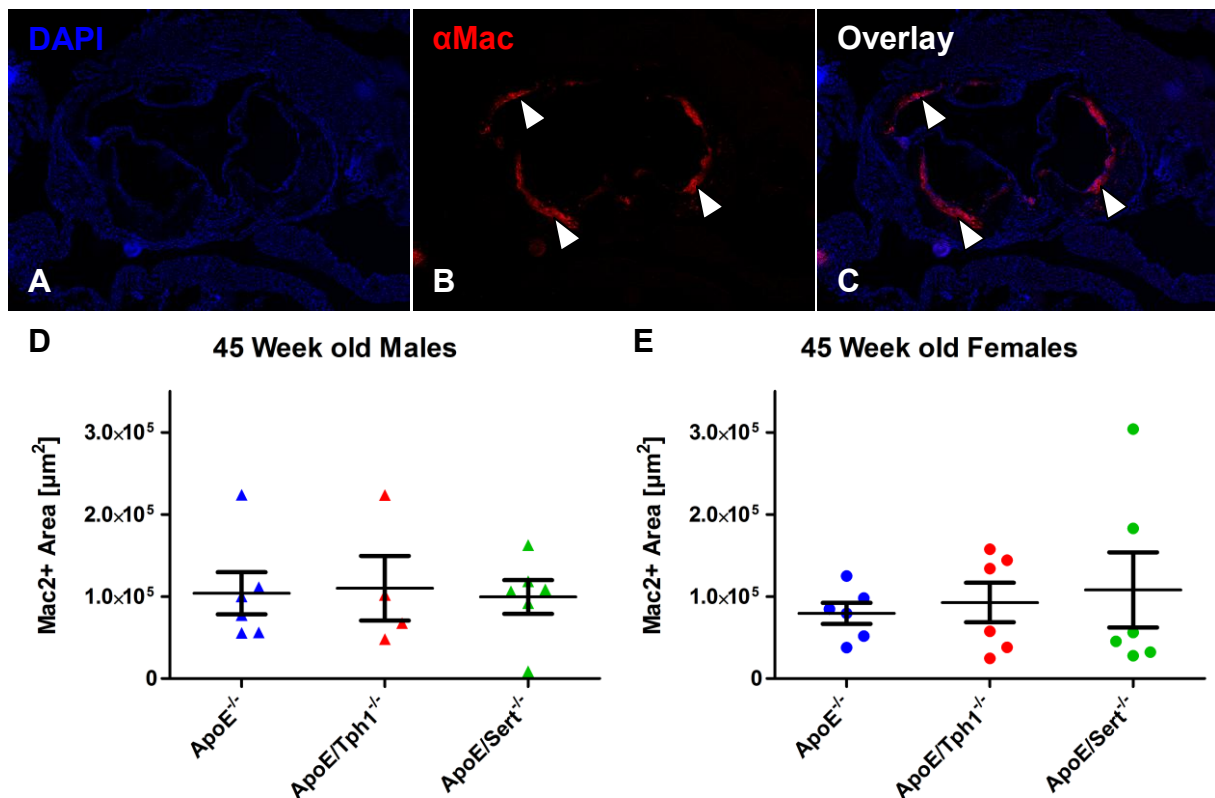 DAPI
αMac
Overlay
A
B
C
D
45 Week old Males
Mac2+ Area [µm²]
3.0×10⁵
2.0×10⁵
1.0×10⁵
0
ApoE⁻/⁻
ApoE/Tph1⁻/⁻
ApoE/Sert⁻/⁻
E
45 Week old Females
Mac2+ Area [µm²]
3.0×10⁵
2.0×10⁵
1.0×10⁵
0
ApoE⁻/⁻
ApoE/Tph1⁻/⁻
ApoE/Sert⁻/⁻